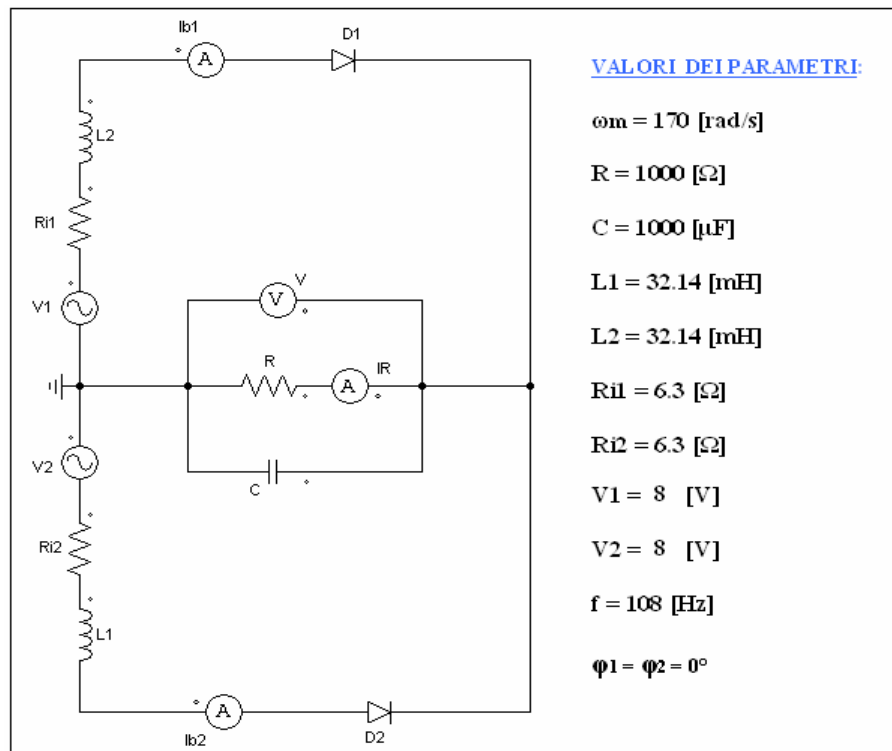 Ib1
A
D1
L2
Ri1
V1
V
V
R
IR
A
C
V2
Ri2
L1
A
Ib2
D2
VALORI DEI PARAMETRI:
ωm = 170 [rad/s]
R = 1000 [Ω]
C = 1000 [µF]
L1 = 32.14 [mH]
L2 = 32.14 [mH]
Ri1 = 6.3 [Ω]
Ri2 = 6.3 [Ω]
V1 = 8 [V]
V2 = 8 [V]
f = 108 [Hz]
φ1 = φ2 = 0°